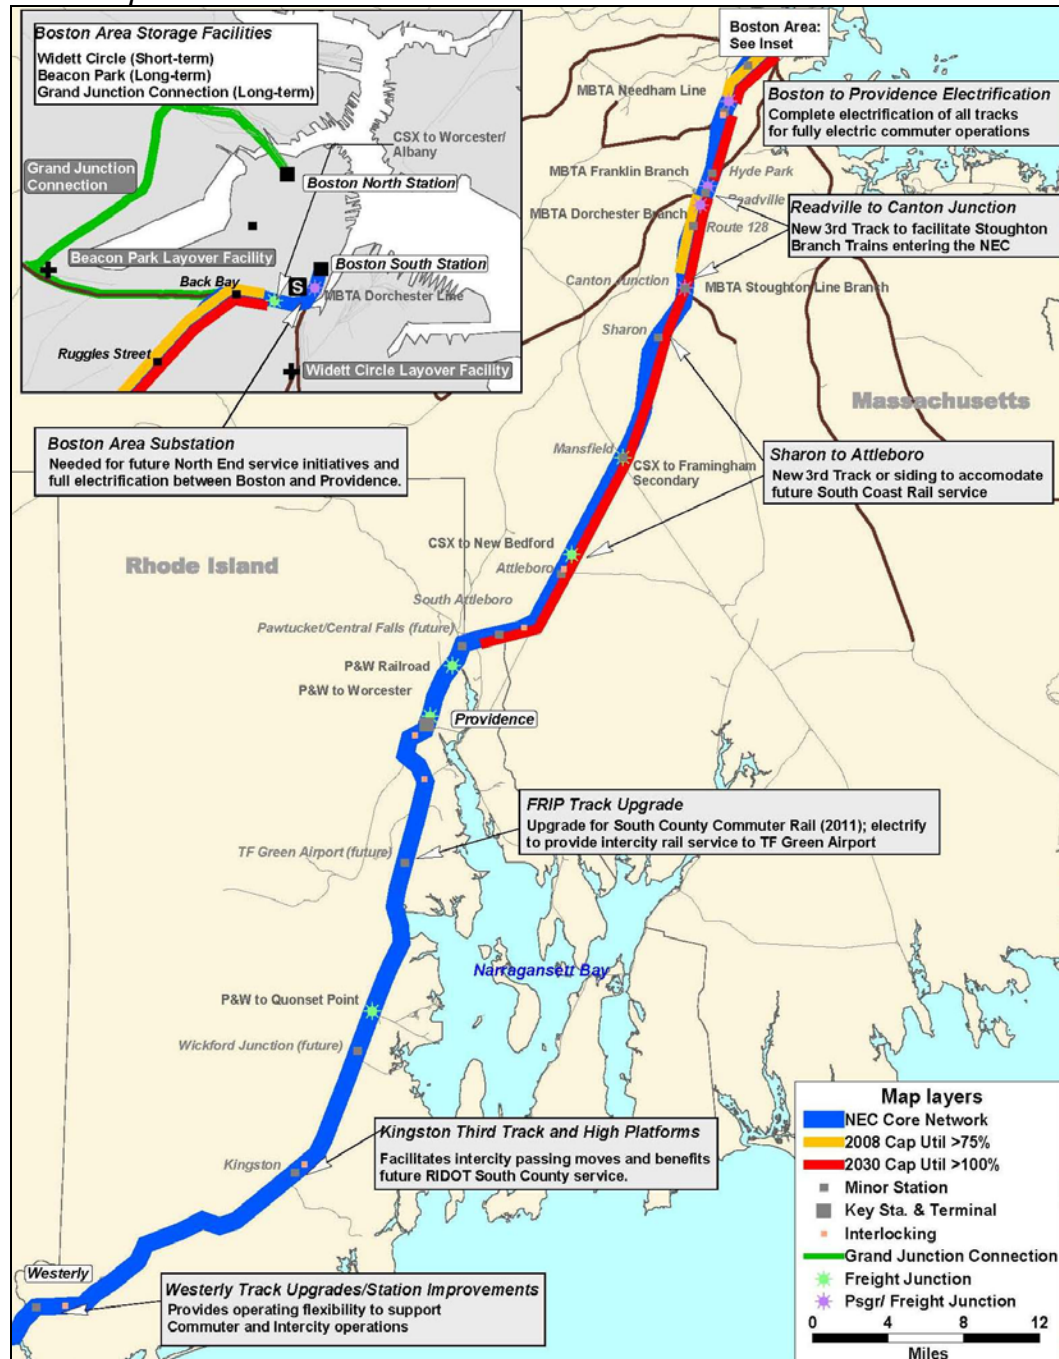 Boston Area Storage Facilities
Widett Circle (Short-term)
Beacon Park (Long-term)
Grand Junction Connection (Long-term)
CSX to Worcester/
Albany
Grand Junction
Connection
Boston North Station
Beacon Park Layover Facility
Boston South Station
Back Bay
S
MBTA Dorchester Line
Ruggles Street
Widett Circle Layover Facility
Boston Area:
See Inset
MBTA Needham Line
Boston to Providence Electrification
Complete electrification of all tracks
for fully electric commuter operations
Hyde Park
MBTA Franklin Branch
Readville
MBTA Dorchester Branch
Route 128
Readville to Canton Junction
New 3rd Track to facilitate Stoughton
Branch Trains entering the NEC
Canton Junction
MBTA Stoughton Line Branch
Sharon
Massachusetts
Boston Area Substation
Needed for future North End service initiatives and
full electrification between Boston and Providence.
Mansfield
CSX to Framingham
Secondary
Sharon to Attleboro
New 3rd Track or siding to accomodate
future South Coast Rail service
CSX to New Bedford
Rhode Island
Attleboro
South Attleboro
Pawtucket/Central Falls (future)
P&W Railroad
P&W to Worcester
Providence
FRIP Track Upgrade
Upgrade for South County Commuter Rail (2011); electrify
to provide intercity rail service to TF Green Airport
TF Green Airport (future)
Narragansett Bay
P&W to Quonset Point
Wickford Junction (future)
Kingston Third Track and High Platforms
Facilitates intercity passing moves and benefits
future RIDOT South County service.
Kingston
Westerly
Westerly Track Upgrades/Station Improvements
Provides operating flexibility to support
Commuter and Intercity operations
Map layers
NEC Core Network
2008 Cap Util >75%
2030 Cap Util >100%
Minor Station
Key Sta. & Terminal
Interlocking
Grand Junction Connection
Freight Junction
Psgr/ Freight Junction
0 4 8 12
Miles